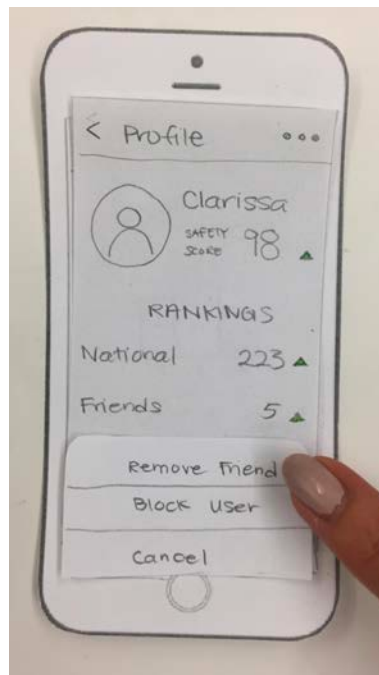 < Profile
Clarissa
SAFETY SCORE 98
RANKINGS
National 223
Friends 5
Remove Friend
Block User
Cancel